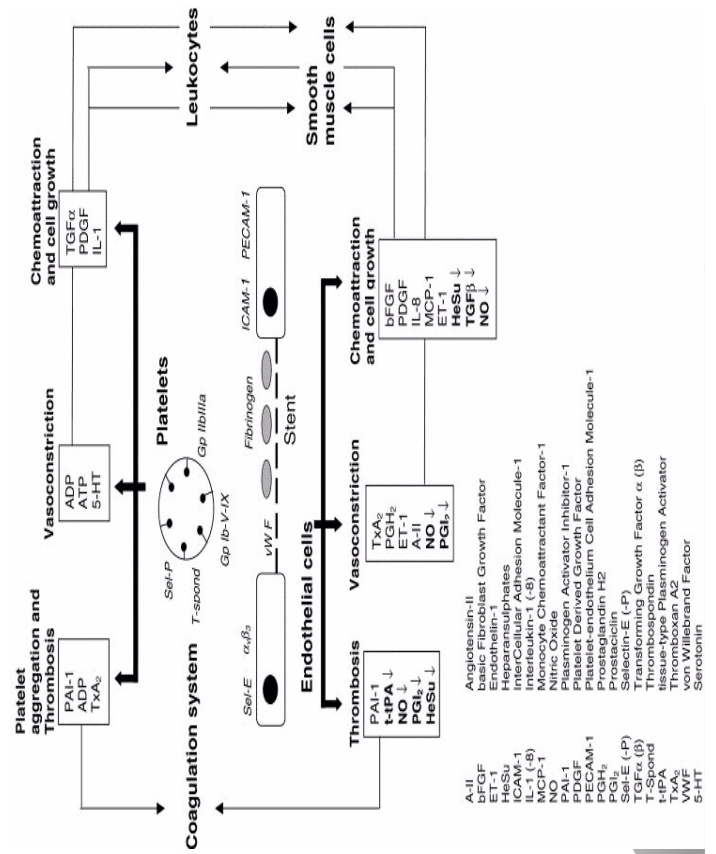 Platelet
aggregation and
Thrombosis
PAI-1
ADP
TxA₂
Vasoconstriction
ADP
ATP
5-HT
Chemoattraction
and cell growth
TGFα
PDGF
IL-1
Coagulation system
Platelets
Sel-P
T-spond
Gp Ib-V-IX
Gp IIbIIIa
Leukocytes
Sel-E
αᵥβ₃
vW F
Fibrinogen
ICAM-1
PECAM-1
Stent
Smooth
muscle cells
Endothelial cells
Thrombosis
PAI-1
t-tPA ↓
NO ↓
PGI₂ ↓
HeSu ↓
Vasoconstriction
TxA₂
PGH₂
ET-1
A-II
NO ↓
PGI₂ ↓
Chemoattraction
and cell growth
bFGF
PDGF
IL-8
MCP-1
ET-1
HeSu ↓
TGFβ ↓
NO ↓
A-II Angiotensin-II
bFGF basic Fibroblast Growth Factor
ET-1 Endothelin-1
HeSu Heparansulphates
ICAM-1 InterCellular Adhesion Molecule-1
IL-1 (-8) Interleukin-1 (-8)
MCP-1 Monocyte Chemoattractant Factor-1
NO Nitric Oxide
PAI-1 Plasminogen Activator Inhibitor-1
PDGF Platelet Derived Growth Factor
PECAM-1 Platelet-endothelium Cell Adhesion Molecule-1
PGH₂ Prostaglandin H2
PGI₂ Prostaciclin
Sel-E (-P) Selectin-E (-P)
TGFα (β) Transforming Growth Factor α (β)
T-Spond Thrombospondin
t-tPA tissue-type Plasminogen Activator
TxA₂ Thromboxan A2
VWF von Willebrand Factor
5-HT Serotonin